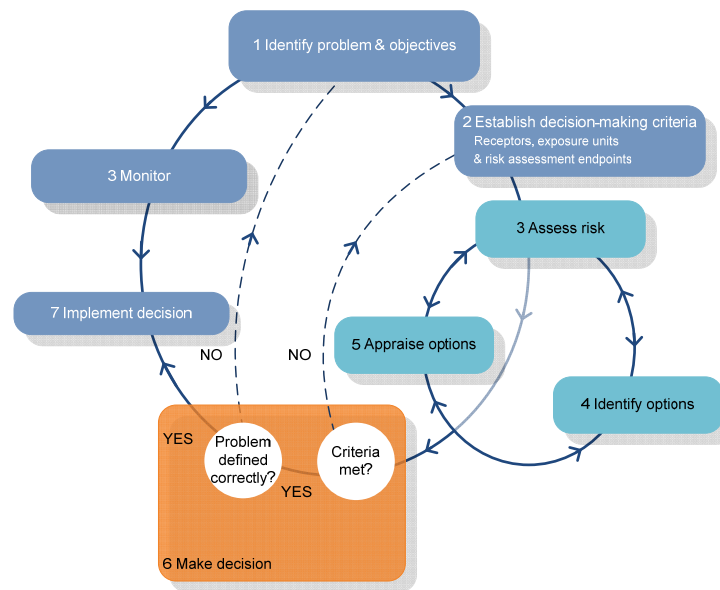 1 Identify problem & objectives
2 Establish decision-making criteria
Receptors, exposure units
& risk assessment endpoints
3 Monitor
3 Assess risk
7 Implement decision
5 Appraise options
NO
NO
4 Identify options
YES
Problem
defined
correctly?
Criteria
met?
YES
6 Make decision